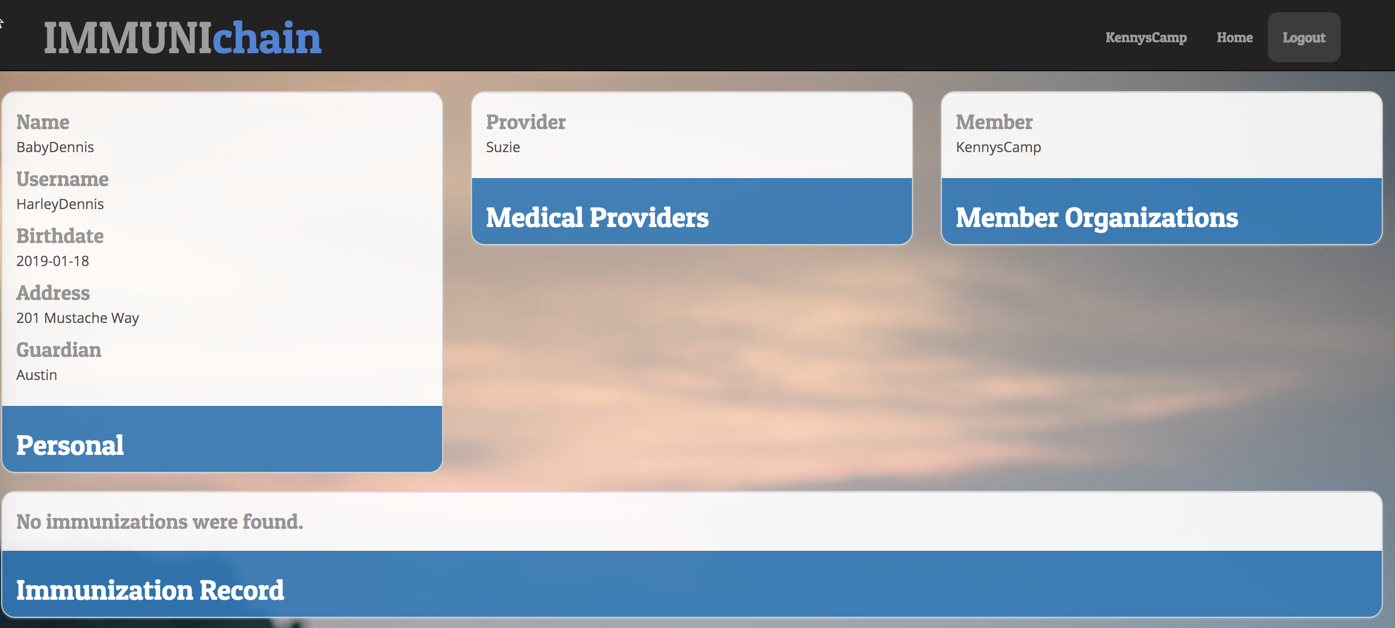 IMMUNIchain
KennysCamp Home Logout
Name
BabyDennis
Username
HarleyDennis
Birthdate
2019-01-18
Address
201 Mustache Way
Guardian
Austin
Personal
Provider
Suzie
Medical Providers
Member
KennysCamp
Member Organizations
No immunizations were found.
Immunization Record